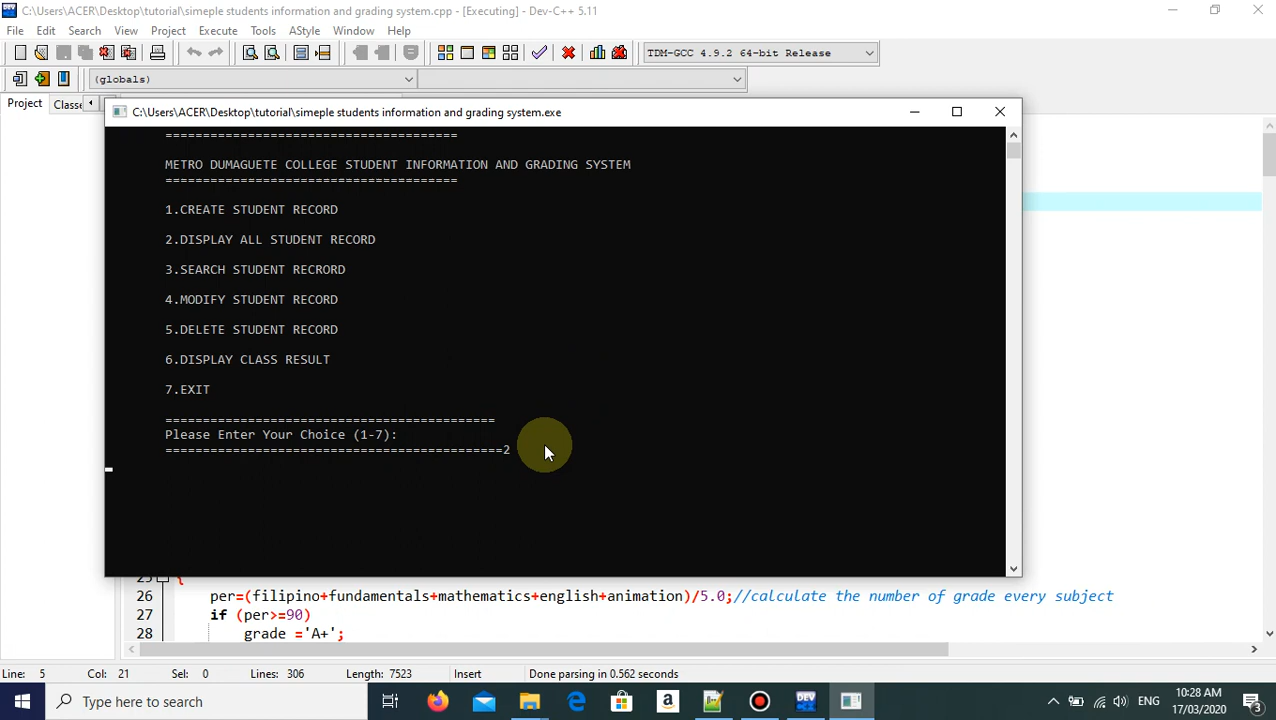 C:\Users\ACER\Desktop\tutorial\simeple students information and grading system.cpp - [Executing] - Dev-C++ 5.11
File Edit Search View Project Execute Tools AStyle Window Help
TDM-GCC 4.9.2 64-bit Release
(globals)
Project Classe
C:\Users\ACER\Desktop\tutorial\simeple students information and grading system.exe
=======================================
METRO DUMAGUETE COLLEGE STUDENT INFORMATION AND GRADING SYSTEM
=======================================
1.CREATE STUDENT RECORD
2.DISPLAY ALL STUDENT RECORD
3.SEARCH STUDENT RECRORD
4.MODIFY STUDENT RECORD
5.DELETE STUDENT RECORD
6.DISPLAY CLASS RESULT
7.EXIT
============================================
Please Enter Your Choice (1-7):
=============================================2
25 {
26 per=(filipino+fundamentals+mathematics+english+animation)/5.0;//calculate the number of grade every subject
27 if (per>=90)
28 grade ='A+';
Line: 5 Col: 21 Sel: 0 Lines: 306 Length: 7523 Insert Done parsing in 0.562 seconds
Type here to search
DEV
ENG
10:28 AM
17/03/2020
3